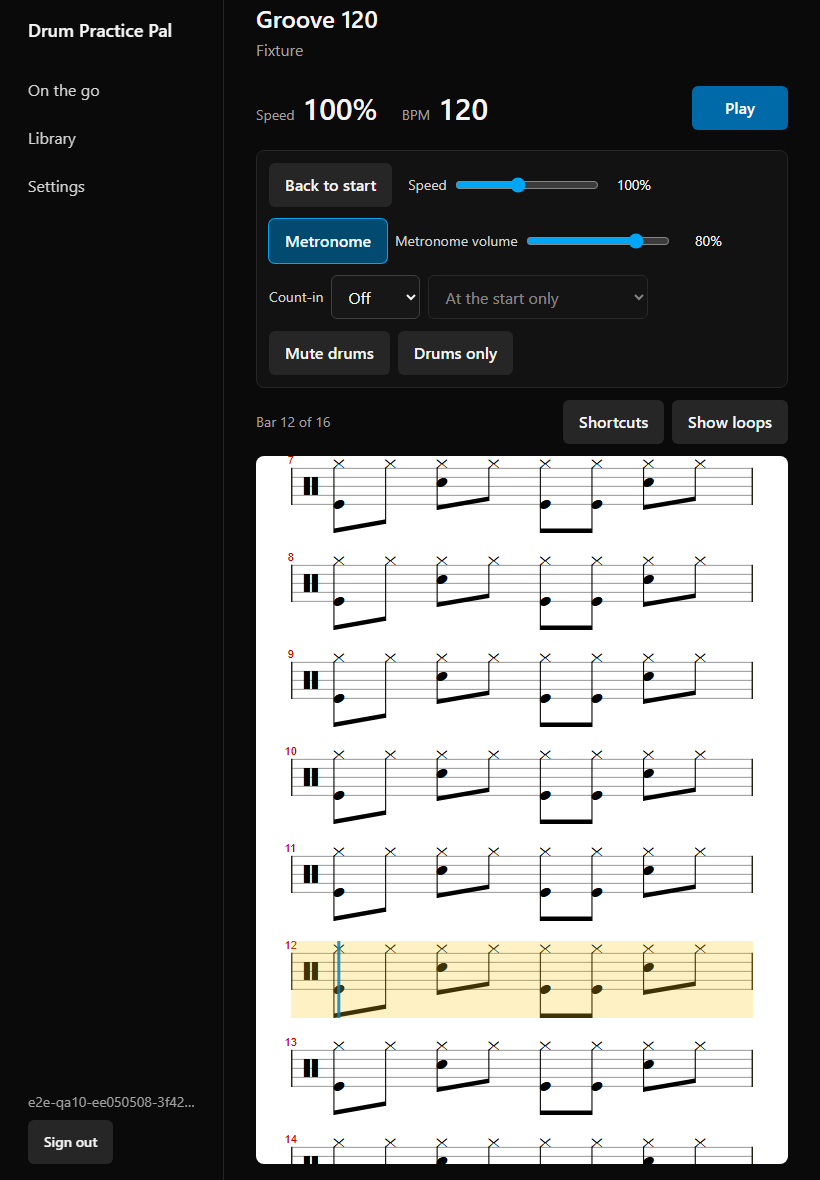 Drum Practice Pal
On the go
Library
Settings
e2e-qa10-ee050508-3f42...
Sign out
Groove 120
Fixture
Speed 100% BPM 120
Play
Back to start Speed 100%
Metronome Metronome volume 80%
Count-in Off At the start only
Mute drums Drums only
Bar 12 of 16 Shortcuts Show loops
7
8
9
10
11
12
13
14